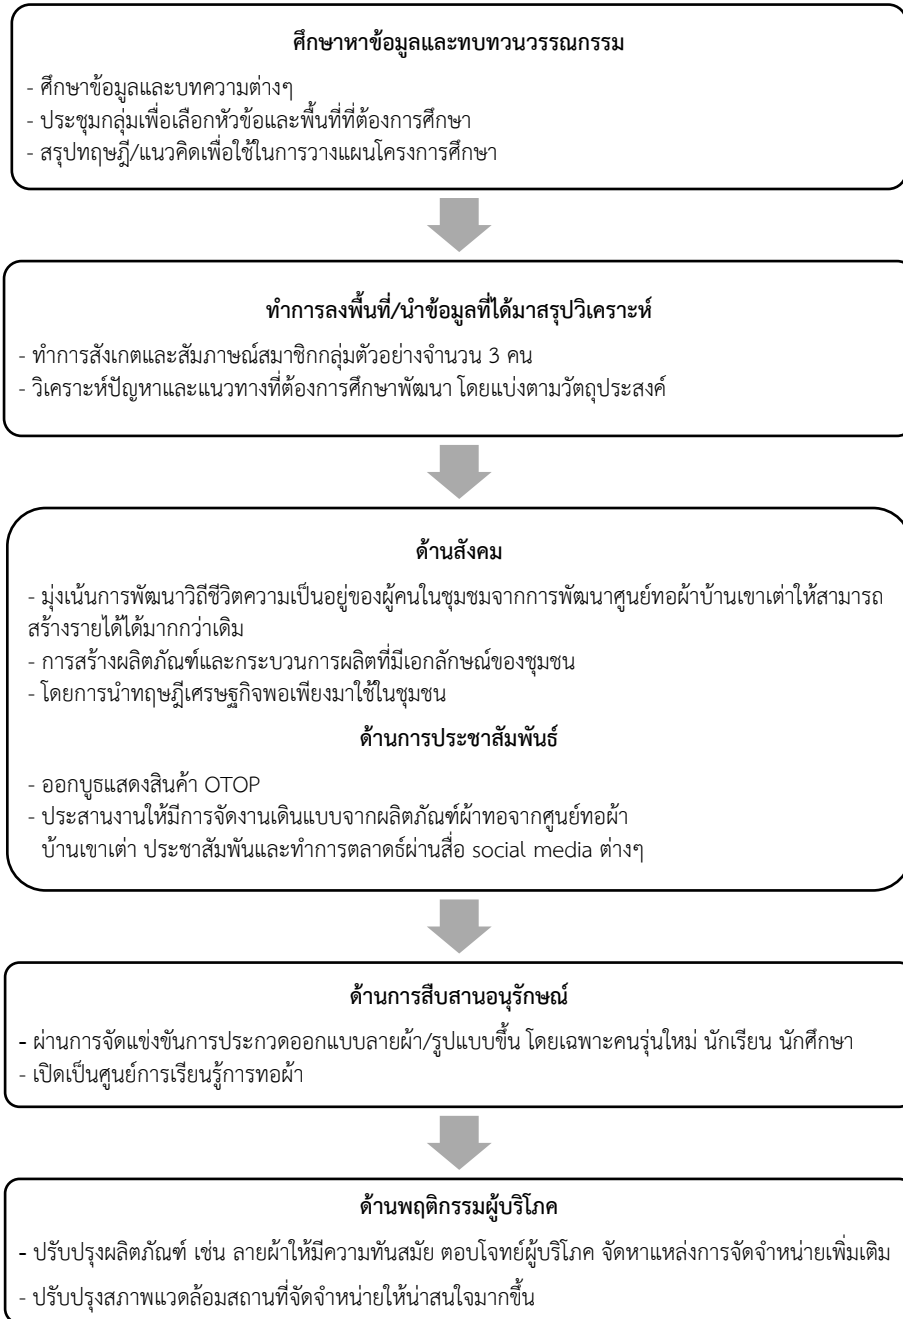 ศึกษาหาข้อมูลและทบทวนวรรณกรรม
- ศึกษาข้อมูลและบทความต่างๆ
- ประชุมกลุ่มเพื่อเลือกหัวข้อและพื้นที่ที่ต้องการศึกษา
- สรุปทฤษฎี/แนวคิดเพื่อใช้ในการวางแผนโครงการศึกษา
ทำการลงพื้นที่/นำข้อมูลที่ได้มาสรุปวิเคราะห์
- ทำการสังเกตและสัมภาษณ์สมาชิกกลุ่มตัวอย่างจำนวน 3 คน
- วิเคราะห์ปัญหาและแนวทางที่ต้องการศึกษาพัฒนา โดยแบ่งตามวัตถุประสงค์
ด้านสังคม
- มุ่งเน้นการพัฒนาวิถีชีวิตความเป็นอยู่ของผู้คนในชุมชมจากการพัฒนาศูนย์ทอผ้าบ้านเขาเต่าให้สามารถ
สร้างรายได้ได้มากกว่าเดิม
- การสร้างผลิตภัณฑ์และกระบวนการผลิตที่มีเอกลักษณ์ของชุมชน
- โดยการนำทฤษฎีเศรษฐกิจพอเพียงมาใช้ในชุมชน
ด้านการประชาสัมพันธ์
- ออกบูธแสดงสินค้า OTOP
- ประสานงานให้มีการจัดงานเดินแบบจากผลิตภัณฑ์ผ้าทอจากศูนย์ทอผ้า
บ้านเขาเต่า ประชาสัมพันและทำการตลาดธ์ผ่านสื่อ social media ต่างๆ
ด้านการสืบสานอนุรักษณ์
- ผ่านการจัดแข่งขันการประกวดออกแบบลายผ้า/รูปแบบขึ้น โดยเฉพาะคนรุ่นใหม่ นักเรียน นักศึกษา
- เปิดเป็นศูนย์การเรียนรู้การทอผ้า
ด้านพฤติกรรมผู้บริโภค
- ปรับปรุงผลิตภัณฑ์ เช่น ลายผ้าให้มีความทันสมัย ตอบโจทย์ผู้บริโภค จัดหาแหล่งการจัดจำหน่ายเพิ่มเติม
- ปรับปรุงสภาพแวดล้อมสถานที่จัดจำหน่ายให้น่าสนใจมากขึ้น